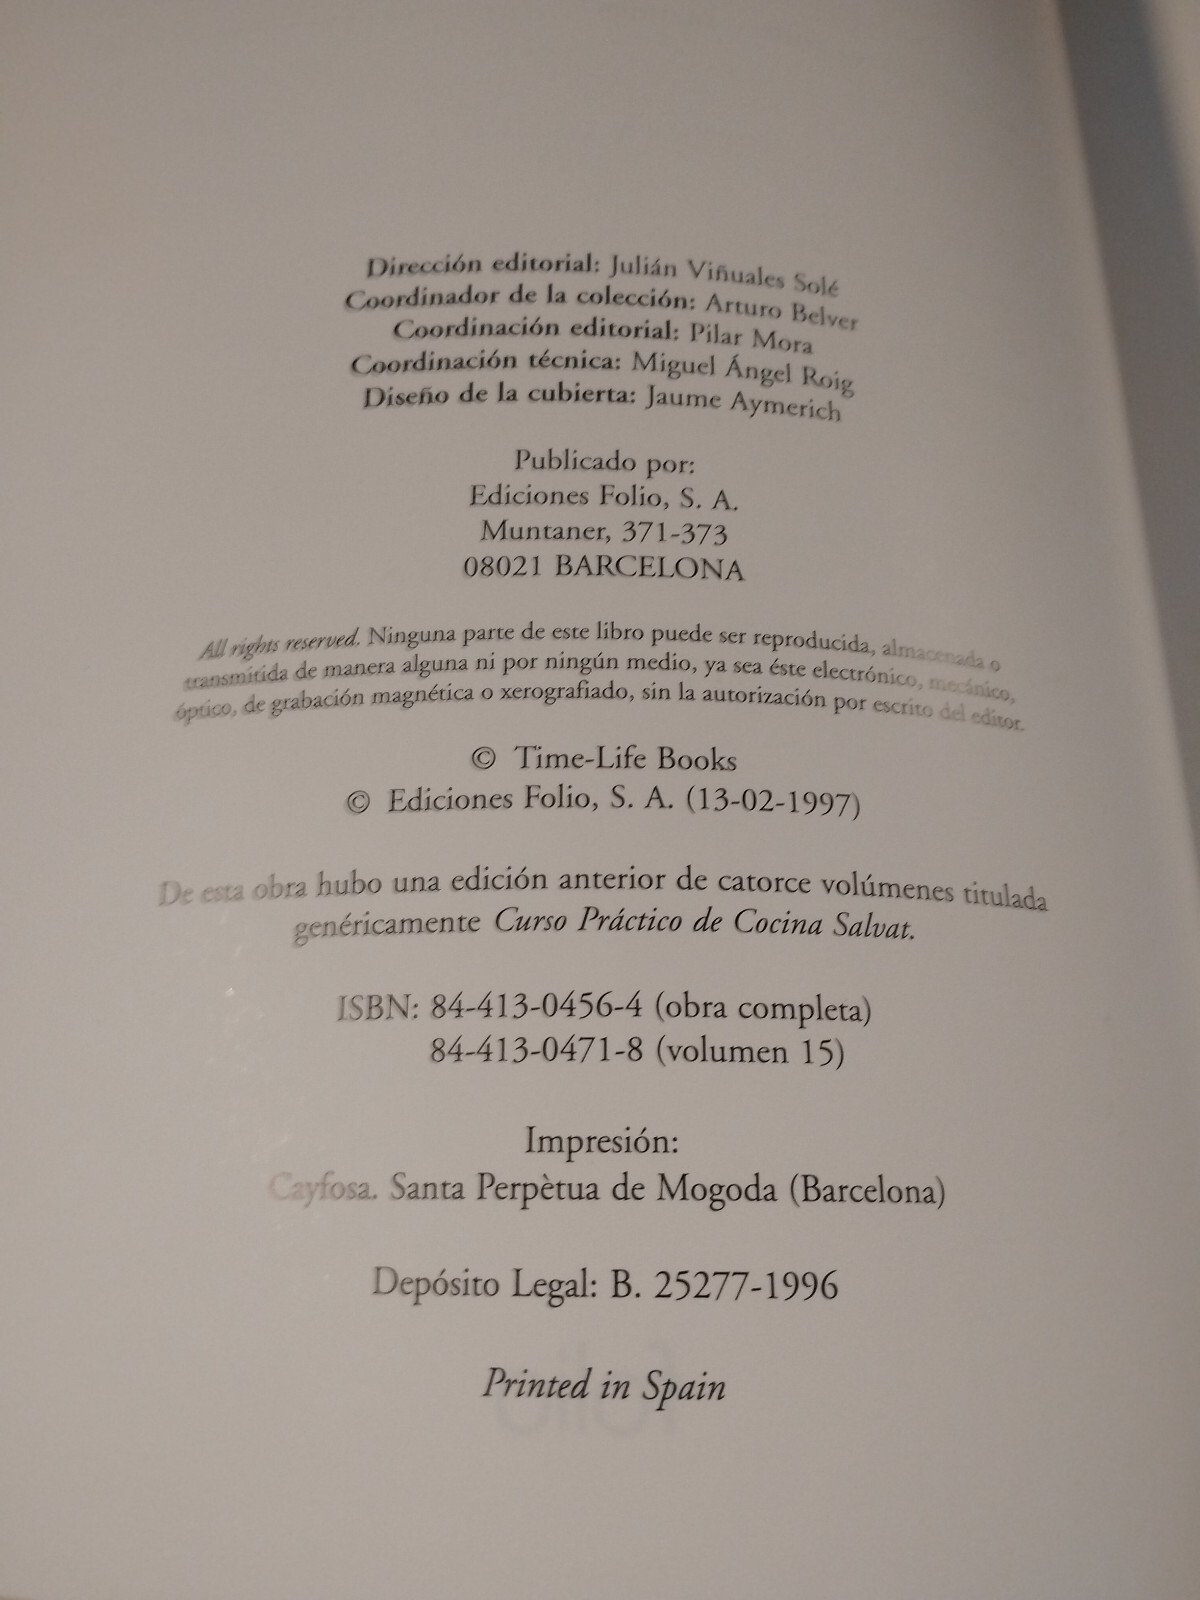 Dirección editorial: Julián Viñuales Solé
Coordinador de la colección: Arturo Belver
Coordinación editorial: Pilar Mora
Coordinación técnica: Miguel Ángel Roig
Diseño de la cubierta: Jaume Aymerich
Publicado por:
Ediciones Folio, S. A.
Muntaner, 371-373
08021 BARCELONA
All rights reserved. Ninguna parte de este libro puede ser reproducida, almacenada o
transmitida de manera alguna ni por ningún medio, ya sea éste electrónico, mecánico,
óptico, de grabación magnética o xerografiado, sin la autorización por escrito del editor.
© Time-Life Books
© Ediciones Folio, S. A. (13-02-1997)
De esta obra hubo una edición anterior de catorce volúmenes titulada
genéricamente Curso Práctico de Cocina Salvat.
ISBN: 84-413-0456-4 (obra completa)
84-413-0471-8 (volumen 15)
Impresión:
Cayfosa. Santa Perpètua de Mogoda (Barcelona)
Depósito Legal: B. 25277-1996
Printed in Spain